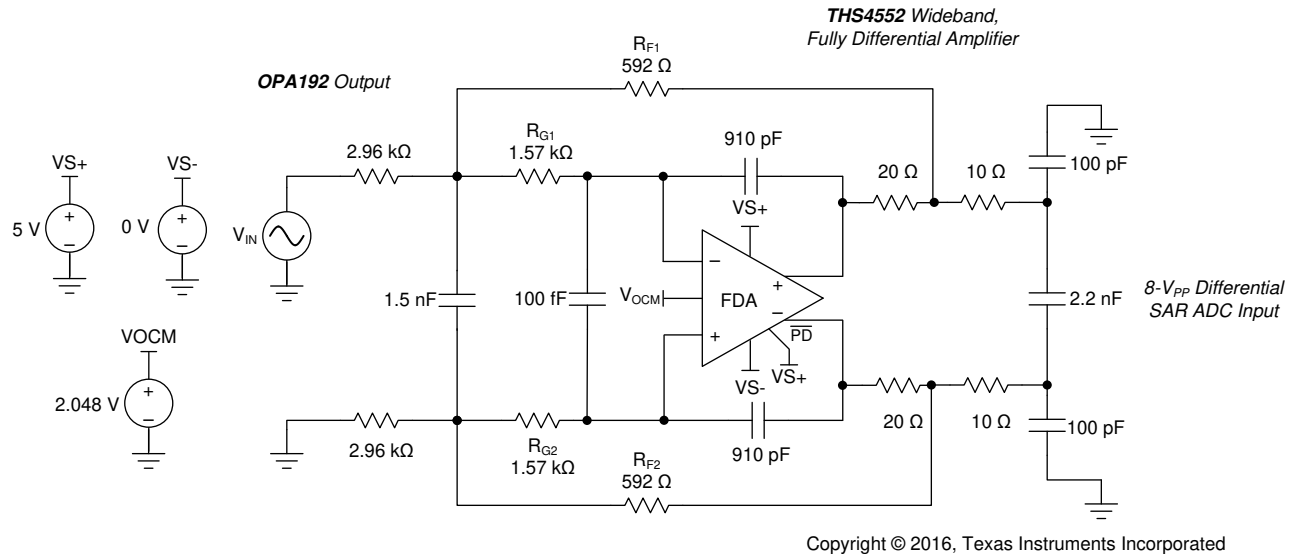 THS4552 Wideband,
Fully Differential Amplifier
RF1
592 Ω
OPA192 Output
RG1
1.57 kΩ
2.96 kΩ
910 pF
20 Ω
10 Ω
100 pF
VS+
VS-
5 V
+
−
0 V
+
−
VIN
VS+
−
+
VOCM
FDA
+
−
PD
VS-
VS+
1.5 nF
100 fF
2.2 nF
8-VPP Differential
SAR ADC Input
VOCM
2.048 V
+
−
2.96 kΩ
RG2
1.57 kΩ
910 pF
20 Ω
10 Ω
100 pF
RF2
592 Ω
Copyright © 2016, Texas Instruments Incorporated